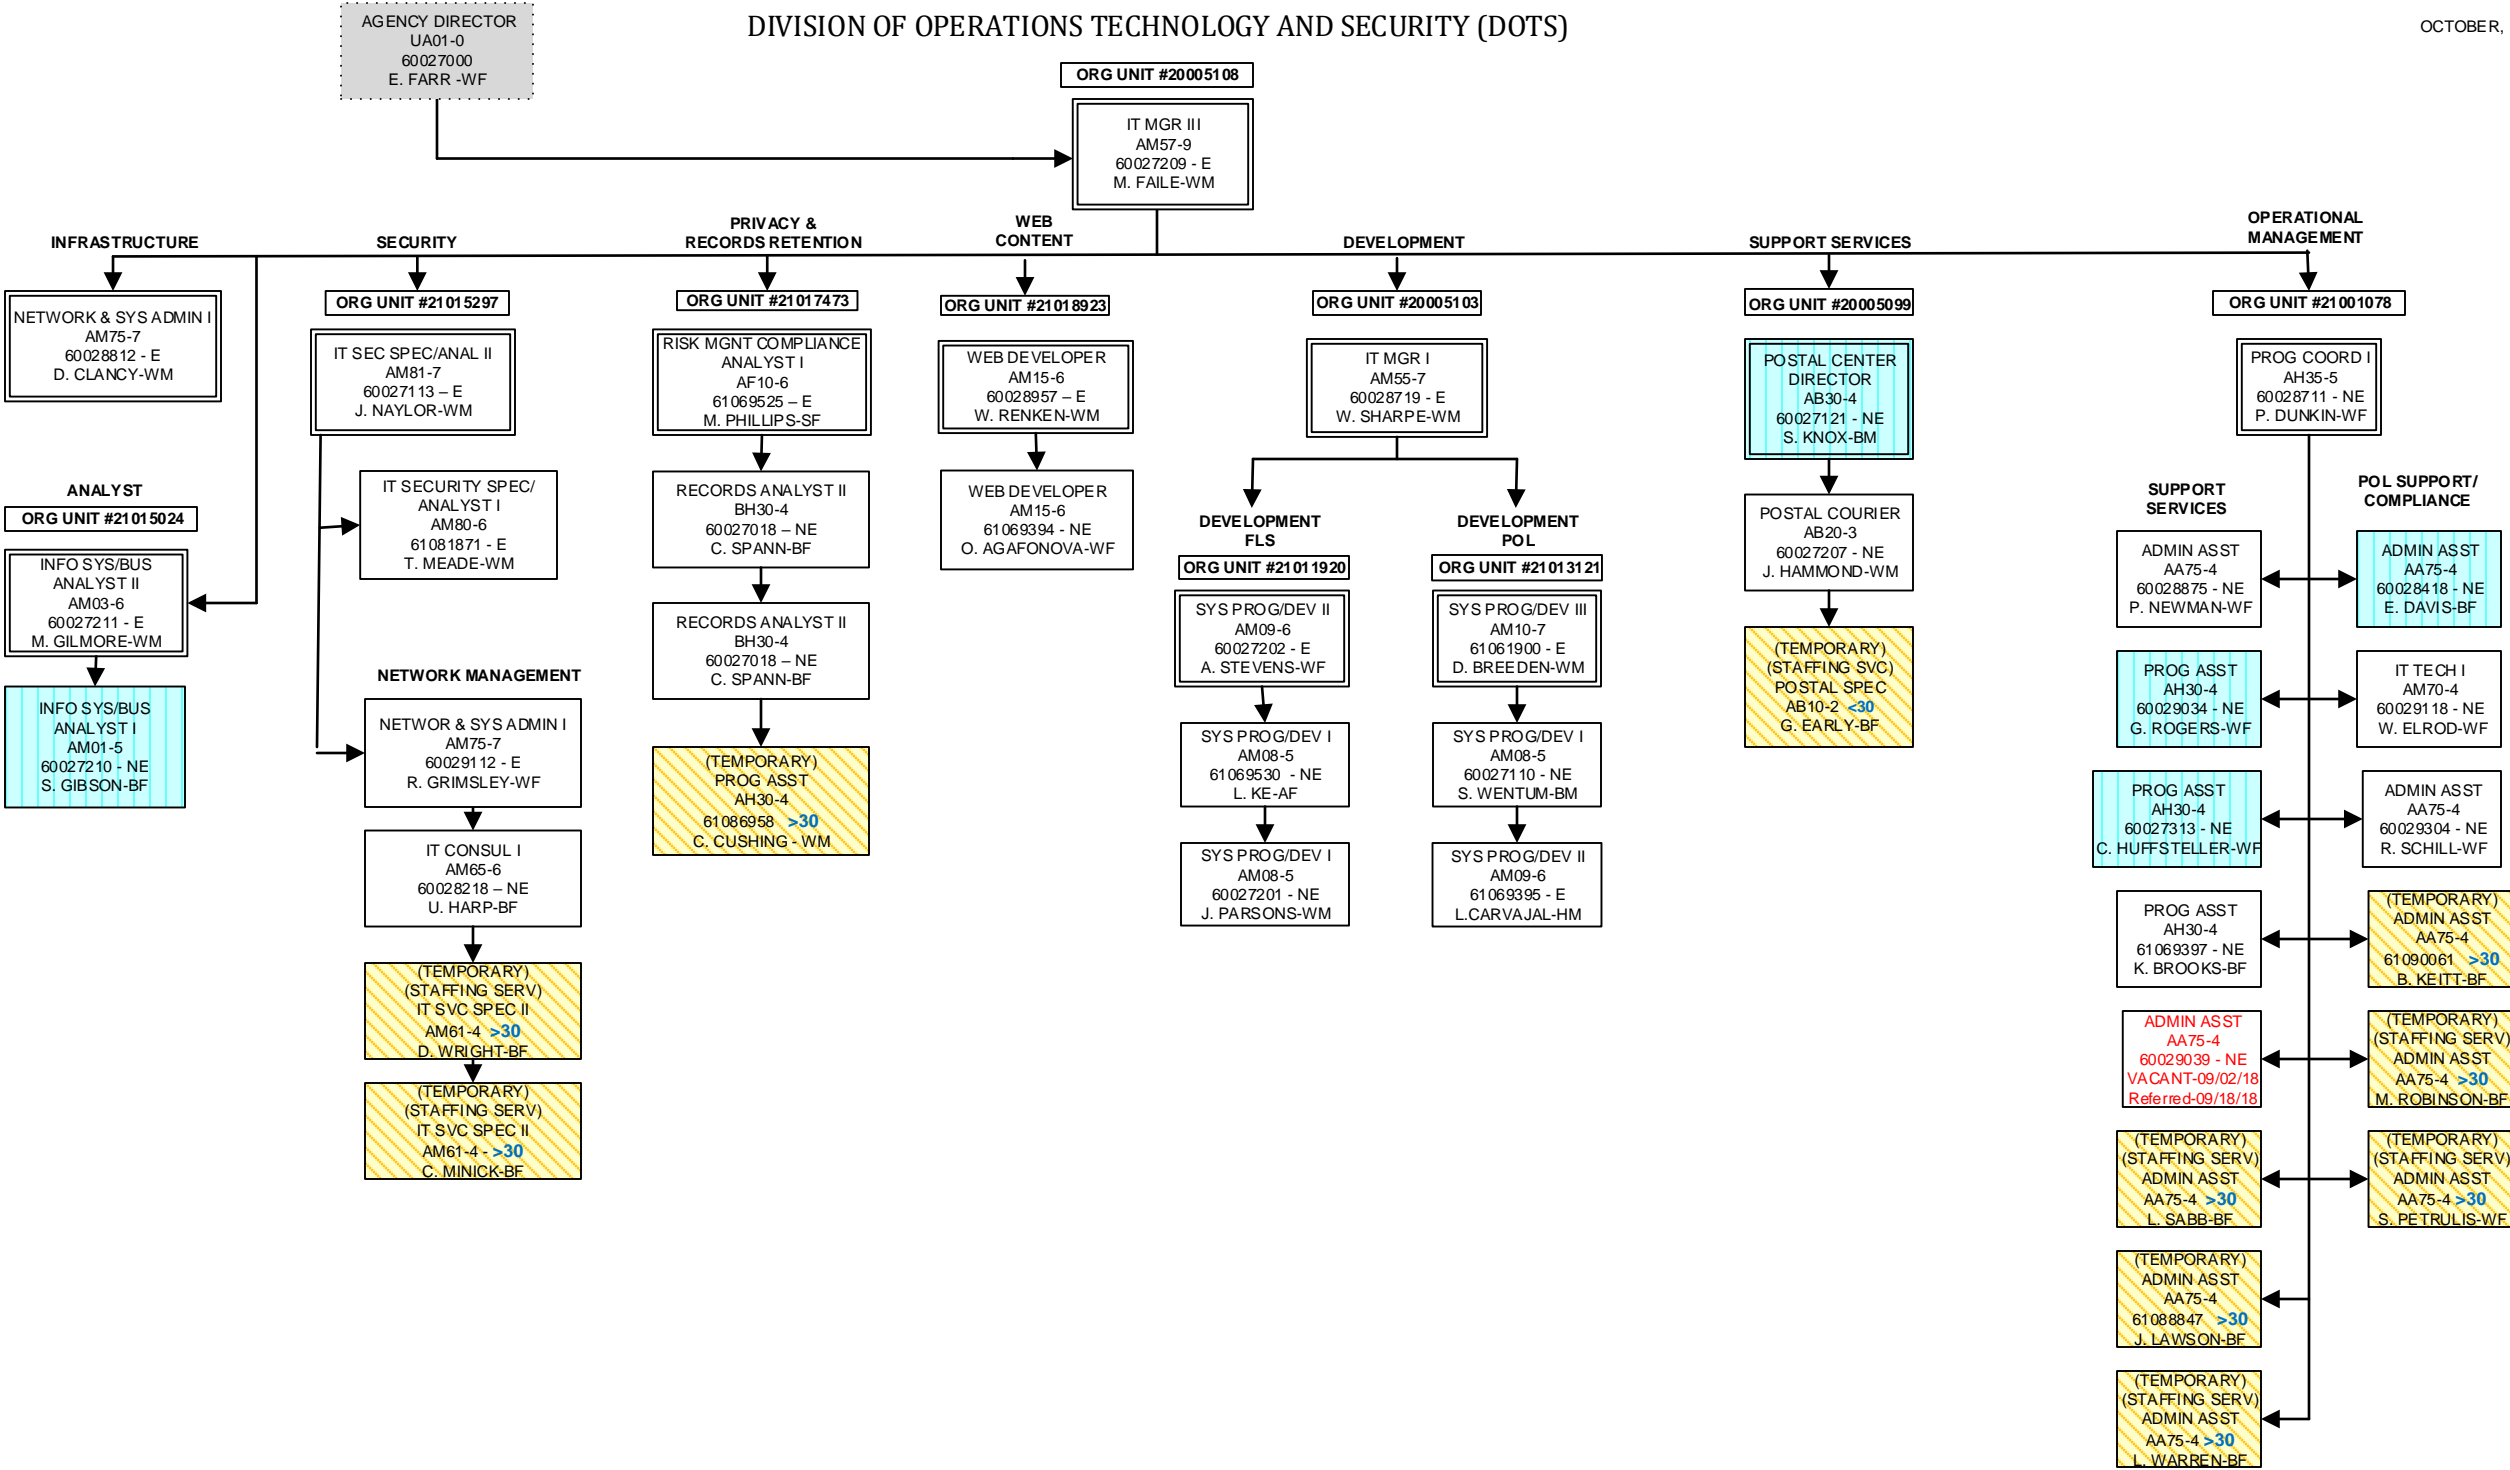 AGENCY DIRECTOR
UA01-0
60027000
E. FARR -WF
DIVISION OF OPERATIONS TECHNOLOGY AND SECURITY (DOTS)
OCTOBER,
ORG UNIT #20005108
IT MGR III
AM57-9
60027209 - E
M. FAILE-WM
INFRASTRUCTURE
NETWORK & SYS ADMIN I
AM75-7
60028812 - E
D. CLANCY-WM
ANALYST
ORG UNIT #21015024
INFO SYS/BUS
ANALYST II
AM03-6
60027211 - E
M. GILMORE-WM
INFO SYS/BUS
ANALYST I
AM01-5
60027210 - NE
S. GIBSON-BF
SECURITY
ORG UNIT #21015297
IT SEC SPEC/ANAL II
AM81-7
60027113 – E
J. NAYLOR-WM
IT SECURITY SPEC/
ANALYST I
AM80-6
61081871 - E
T. MEADE-WM
NETWORK MANAGEMENT
NETWOR & SYS ADMIN I
AM75-7
60029112 - E
R. GRIMSLEY-WF
IT CONSUL I
AM65-6
60028218 – NE
U. HARP-BF
(TEMPORARY)
(STAFFING SERV)
IT SVC SPEC II
AM61-4 >30
D. WRIGHT-BF
(TEMPORARY)
(STAFFING SERV)
IT SVC SPEC II
AM61-4 - >30
C. MINICK-BF
PRIVACY &
RECORDS RETENTION
ORG UNIT #21017473
RISK MGNT COMPLIANCE
ANALYST I
AF10-6
61069525 – E
M. PHILLIPS-SF
RECORDS ANALYST II
BH30-4
60027018 – NE
C. SPANN-BF
RECORDS ANALYST II
BH30-4
60027018 – NE
C. SPANN-BF
(TEMPORARY)
PROG ASST
AH30-4
61086958 >30
C. CUSHING - WM
WEB
CONTENT
ORG UNIT #21018923
WEB DEVELOPER
AM15-6
60028957 – E
W. RENKEN-WM
WEB DEVELOPER
AM15-6
61069394 - NE
O. AGAFONOVA-WF
DEVELOPMENT
ORG UNIT #20005103
IT MGR I
AM55-7
60028719 - E
W. SHARPE-WM
DEVELOPMENT
FLS
ORG UNIT #21011920
SYS PROG/DEV II
AM09-6
60027202 - E
A. STEVENS-WF
SYS PROG/DEV I
AM08-5
61069530 - NE
L. KE-AF
SYS PROG/DEV I
AM08-5
60027201 - NE
J. PARSONS-WM
DEVELOPMENT
POL
ORG UNIT #21013121
SYS PROG/DEV III
AM10-7
61061900 - E
D. BREEDEN-WM
SYS PROG/DEV I
AM08-5
60027110 - NE
S. WENTUM-BM
SYS PROG/DEV II
AM09-6
61069395 - E
L.CARVAJAL-HM
SUPPORT SERVICES
ORG UNIT #20005099
POSTAL CENTER
DIRECTOR
AB30-4
60027121 - NE
S. KNOX-BM
POSTAL COURIER
AB20-3
60027207 - NE
J. HAMMOND-WM
(TEMPORARY)
(STAFFING SVC)
POSTAL SPEC
AB10-2 <30
G. EARLY-BF
OPERATIONAL
MANAGEMENT
ORG UNIT #21001078
PROG COORD I
AH35-5
60028711 - NE
P. DUNKIN-WF
SUPPORT
SERVICES
ADMIN ASST
AA75-4
60028875 - NE
P. NEWMAN-WF
PROG ASST
AH30-4
60029034 - NE
G. ROGERS-WF
PROG ASST
AH30-4
60027313 - NE
C. HUFFSTELLER-WF
PROG ASST
AH30-4
61069397 - NE
K. BROOKS-BF
ADMIN ASST
AA75-4
60029039 - NE
VACANT-09/02/18
Referred-09/18/18
(TEMPORARY)
(STAFFING SERV)
ADMIN ASST
AA75-4 >30
L. SABB-BF
(TEMPORARY)
ADMIN ASST
AA75-4
61088847 >30
J. LAWSON-BF
(TEMPORARY)
(STAFFING SERV)
ADMIN ASST
AA75-4 >30
L. WARREN-BF
POL SUPPORT/
COMPLIANCE
ADMIN ASST
AA75-4
60028418 - NE
E. DAVIS-BF
IT TECH I
AM70-4
60029118 - NE
W. ELROD-WF
ADMIN ASST
AA75-4
60029304 - NE
R. SCHILL-WF
(TEMPORARY)
ADMIN ASST
AA75-4
61090061 >30
B. KEITT-BF
(TEMPORARY)
(STAFFING SERV)
ADMIN ASST
AA75-4 >30
M. ROBINSON-BF
(TEMPORARY)
(STAFFING SERV)
ADMIN ASST
AA75-4 >30
S. PETRULIS-WF